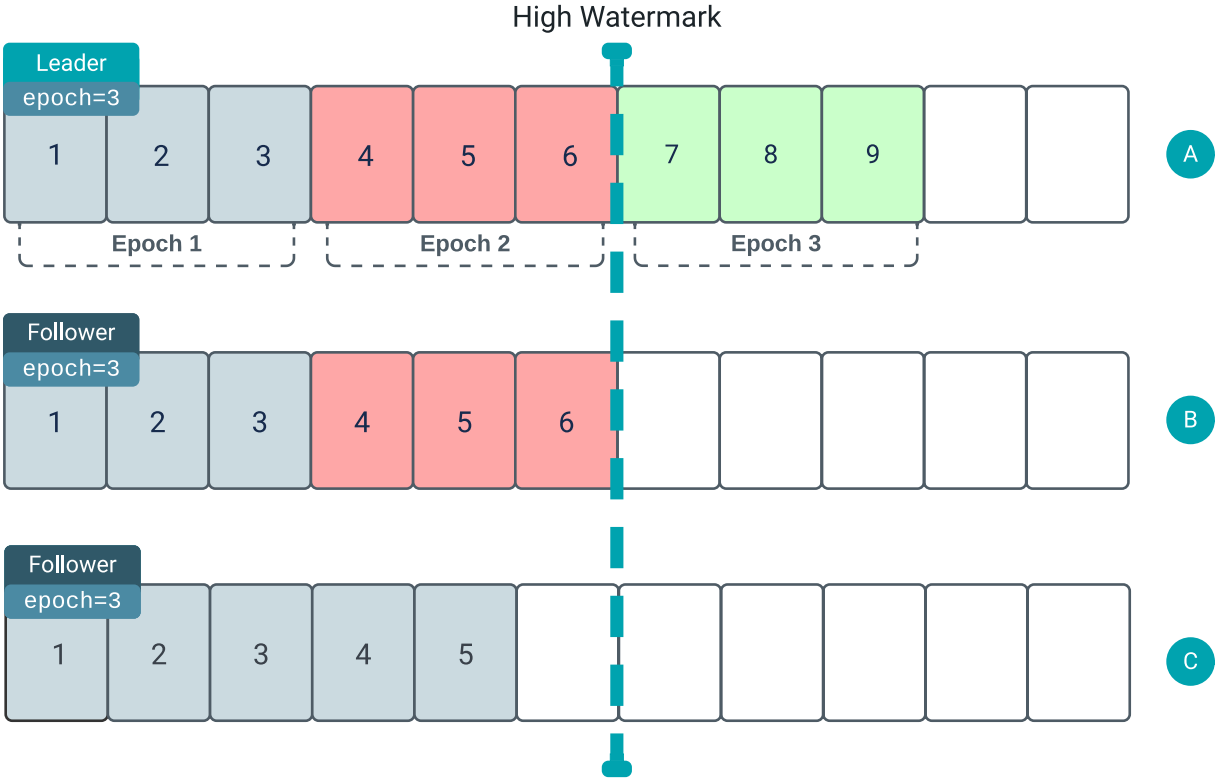 High Watermark
Leader
epoch=3
1 2 3 4 5 6 7 8 9
A
Epoch 1 Epoch 2 Epoch 3
Follower
epoch=3
1 2 3 4 5 6
B
Follower
epoch=3
1 2 3 4 5
C